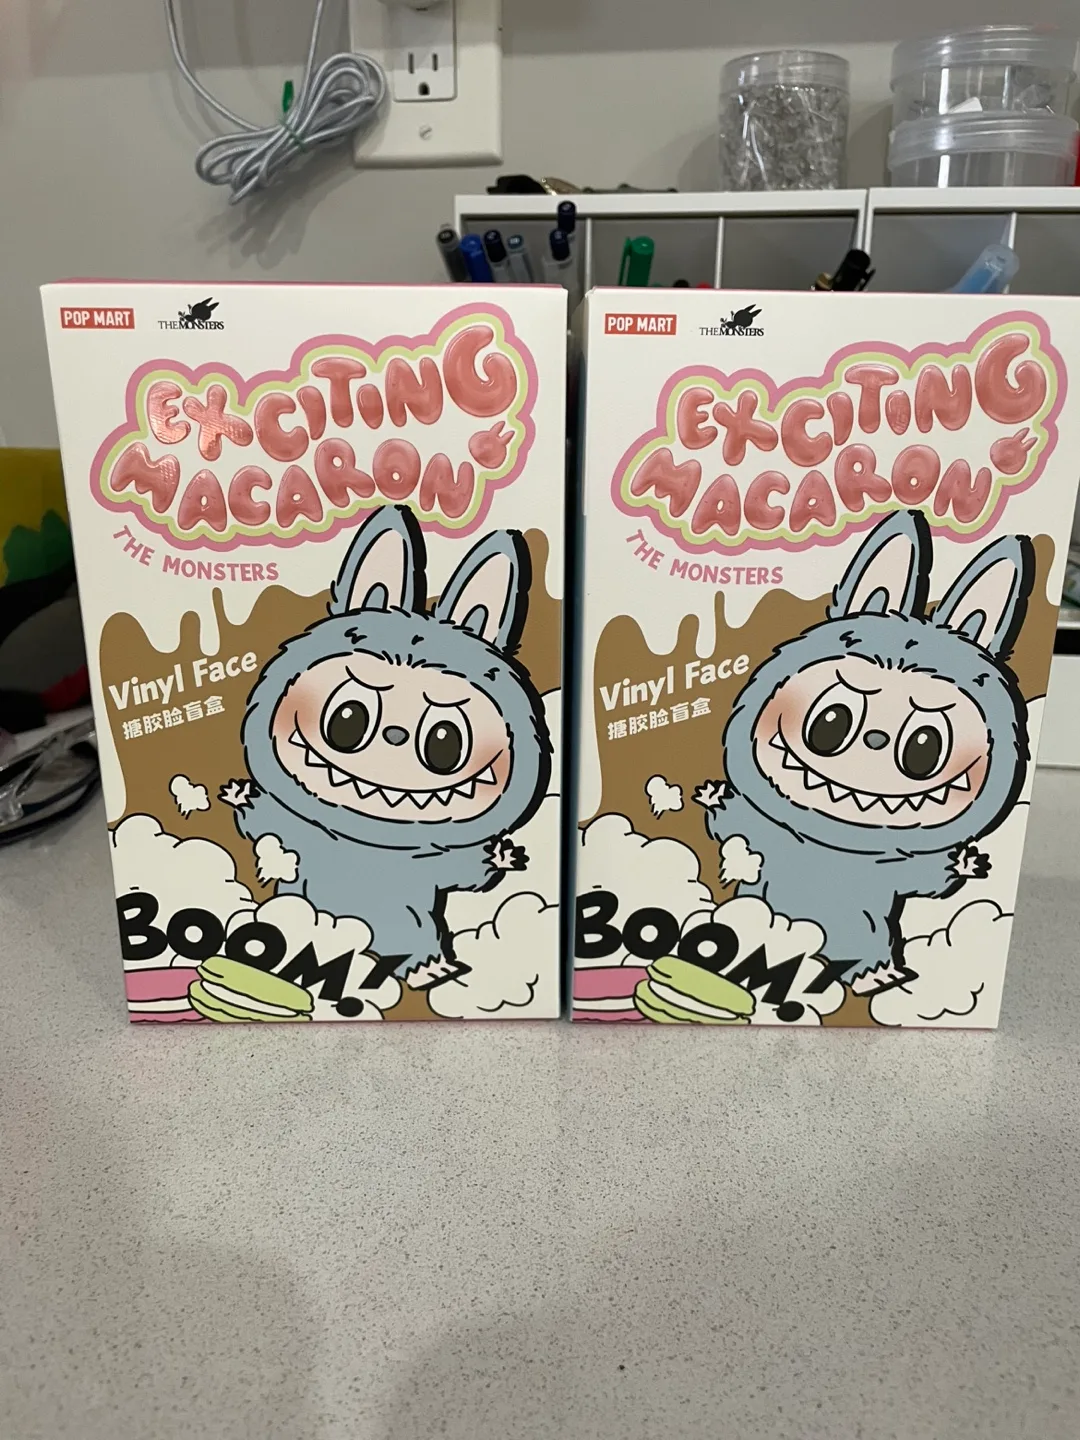 POP MART
THE MONSTERS
EXCITING
MACARON
THE MONSTERS
Vinyl Face
搪胶脸盲盒
BOOM!
POP MART
THE MONSTERS
EXCITING
MACARON
THE MONSTERS
Vinyl Face
搪胶脸盲盒
BOOM!